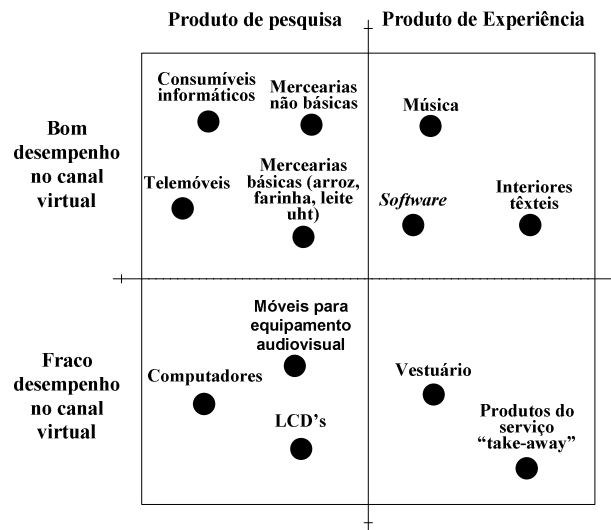 Produto de pesquisa
Produto de Experiência
Bom
desempenho
no canal
virtual
Consumíveis
informáticos
Mercearias
não básicas
Música
Telemóveis
Mercearias
básicas (arroz,
farinha, leite
uht)
Software
Interiores
têxteis
Fraco
desempenho
no canal
virtual
Móveis para
equipamento
audiovisual
Computadores
LCD's
Vestuário
Produtos do
serviço
“take-away”